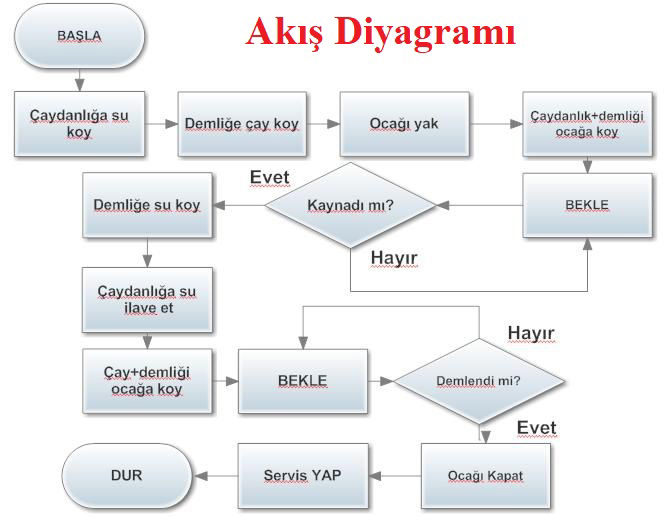 Akış Diyagramı
BAŞLA
Çaydanlığa su
koy
Demliğe çay koy
Ocağı yak
Çaydanlık+demliği
ocağa koy
BEKLE
Kaynadı mı?
Evet
Hayır
Demliğe su koy
Çaydanlığa su
ilave et
Çay+demliği
ocağa koy
BEKLE
Demlendi mi?
Hayır
Evet
Ocağı Kapat
Servis YAP
DUR